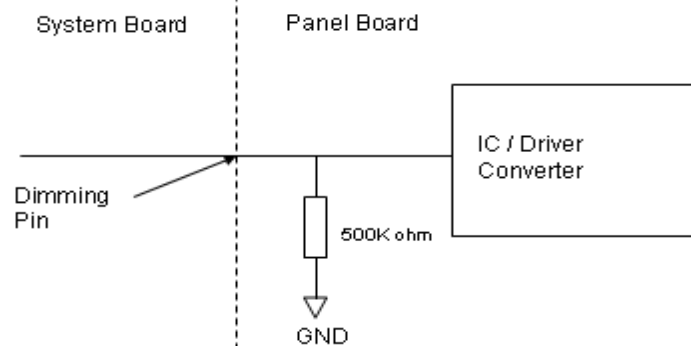 System Board
Panel Board
IC / Driver
Converter
Dimming
Pin
500K ohm
GND